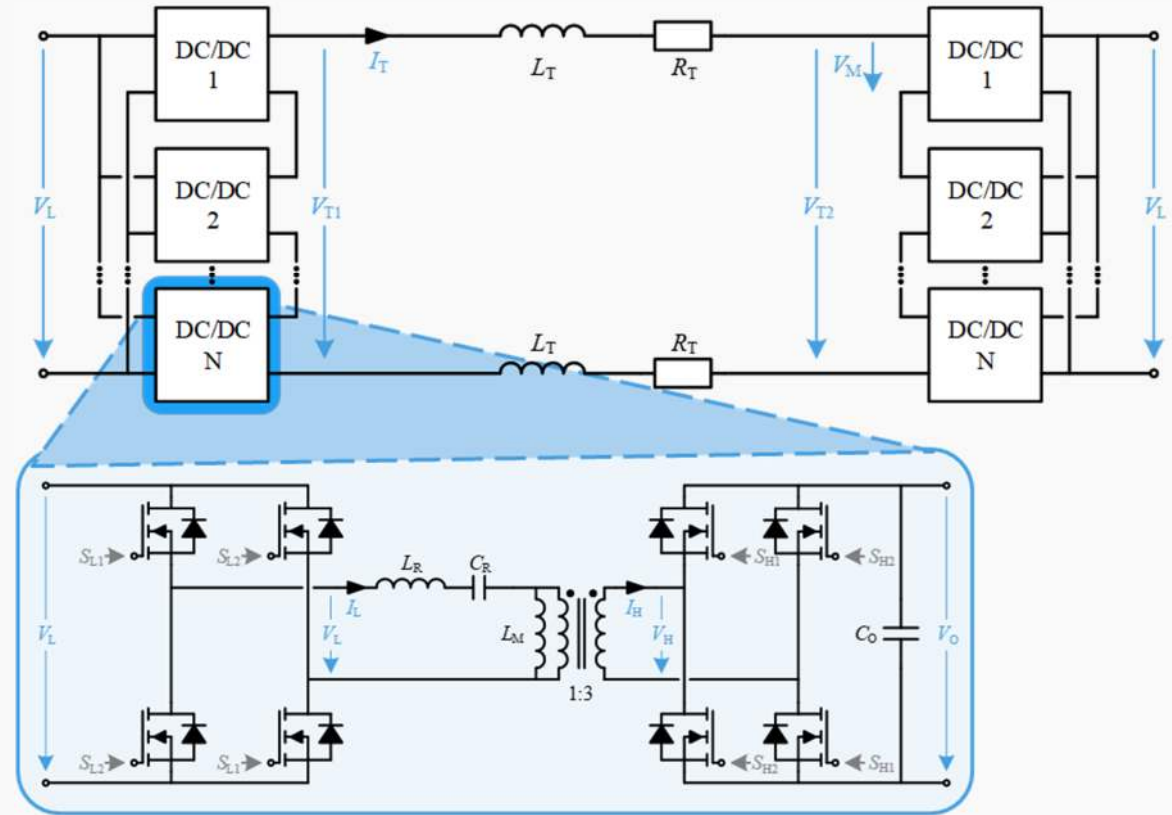 DC/DC
1
I_T
L_T
R_T
V_M
DC/DC
1
DC/DC
2
DC/DC
2
V_L
V_T1
V_T2
V_L
DC/DC
N
L_T
R_T
DC/DC
N
S_L1
S_L2
S_H1
S_H2
L_R
C_R
I_L
I_H
V_L
V_L
L_M
V_H
C_O
V_O
1:3
S_L2
S_L1
S_H2
S_H1